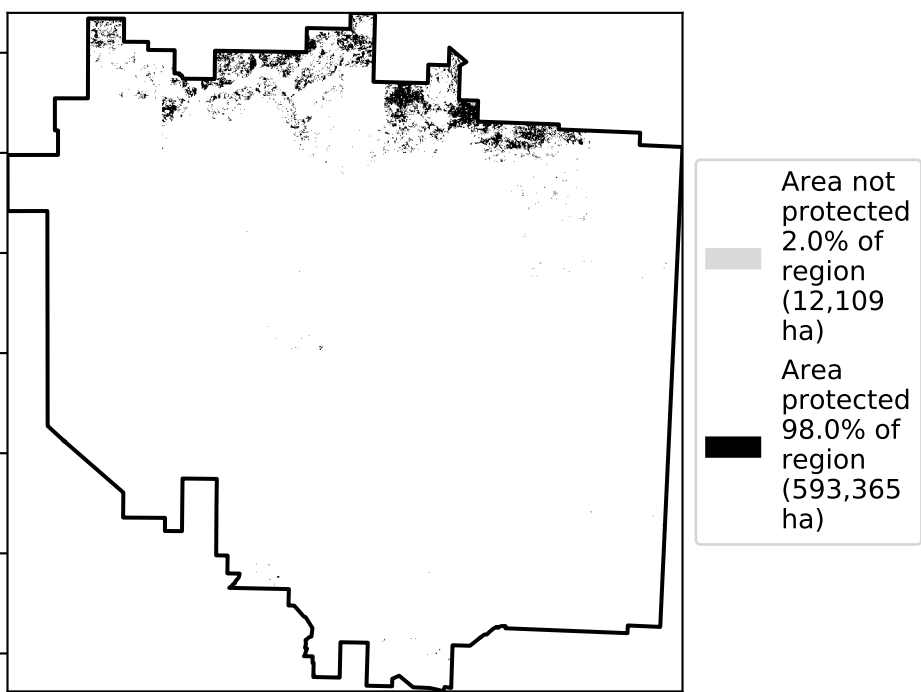 Area not
protected
2.0% of
region
(12,109
ha)
Area
protected
98.0% of
region
(593,365
ha)